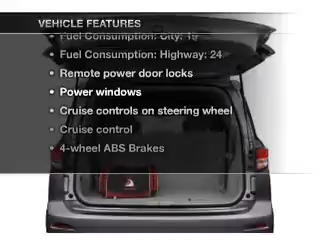 VEHICLE FEATURES
• Fuel Consumption: City: 19
• Fuel Consumption: Highway: 24
• Remote power door locks
• Power windows
• Cruise controls on steering wheel
• Cruise control
• 4-wheel ABS Brakes